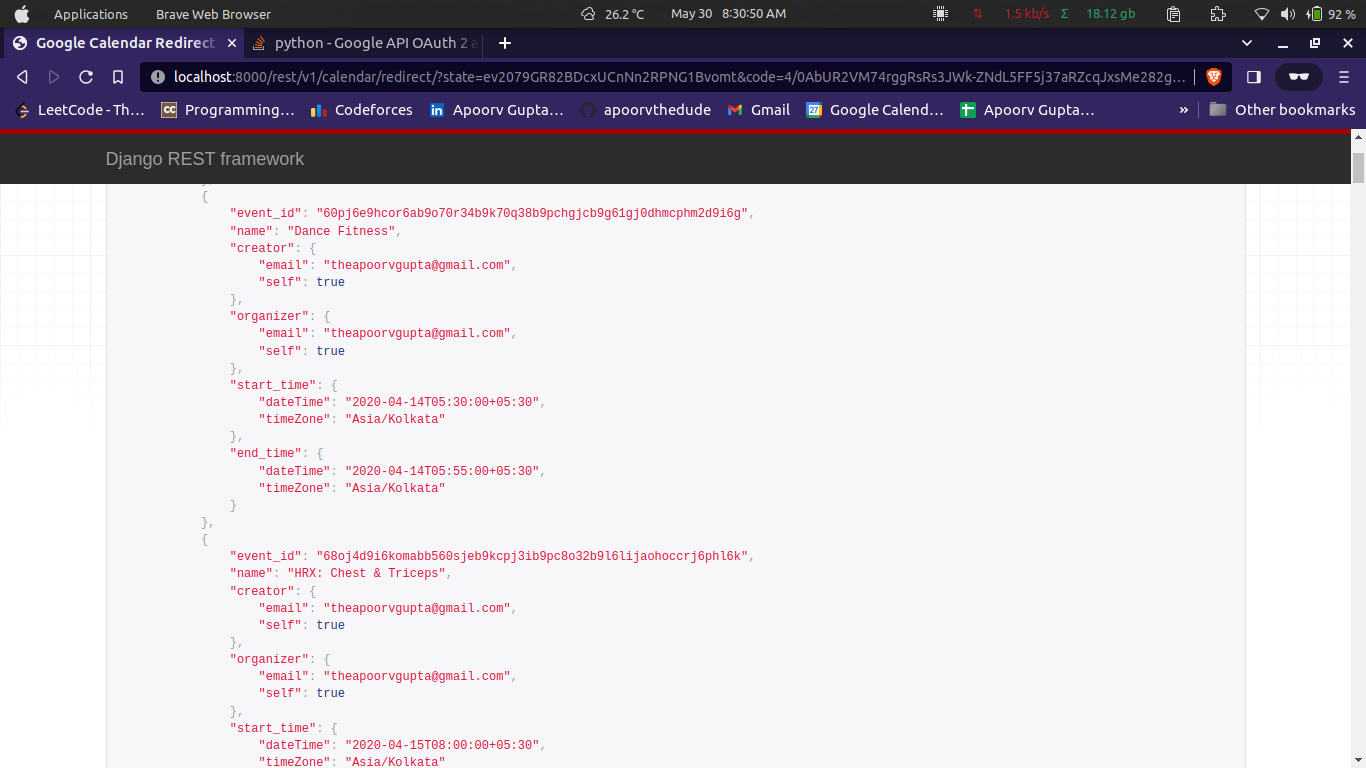 Applications Brave Web Browser 26.2 °C May 30 8:30:50 AM 1.5 kb/s Σ 18.12 gb 92 %
Google Calendar Redirect python - Google API OAuth 2 a
localhost:8000/rest/v1/calendar/redirect/?state=ev2079GR82BDcxUCnNn2RPNG1Bvomt&code=4/0AbUR2VM74rggRsRs3JWk-ZNdL5FF5j37aRZcqJxsMe282g...
LeetCode - Th... CC Programming... Codeforces in Apoorv Gupta... apoorvthedude Gmail 27 Google Calend... Apoorv Gupta... » Other bookmarks
Django REST framework
{
"event_id": "60pj6e9hcor6ab9o70r34b9k70q38b9pchgjcb9g61gj0dhmcphm2d9i6g",
"name": "Dance Fitness",
"creator": {
"email": "theapoorvgupta@gmail.com",
"self": true
},
"organizer": {
"email": "theapoorvgupta@gmail.com",
"self": true
},
"start_time": {
"dateTime": "2020-04-14T05:30:00+05:30",
"timeZone": "Asia/Kolkata"
},
"end_time": {
"dateTime": "2020-04-14T05:55:00+05:30",
"timeZone": "Asia/Kolkata"
}
},
{
"event_id": "68oj4d9i6komabb560sjeb9kcpj3ib9pc8o32b9l6lijaohoccrj6phl6k",
"name": "HRX: Chest & Triceps",
"creator": {
"email": "theapoorvgupta@gmail.com",
"self": true
},
"organizer": {
"email": "theapoorvgupta@gmail.com",
"self": true
},
"start_time": {
"dateTime": "2020-04-15T08:00:00+05:30",
"timeZone": "Asia/Kolkata"